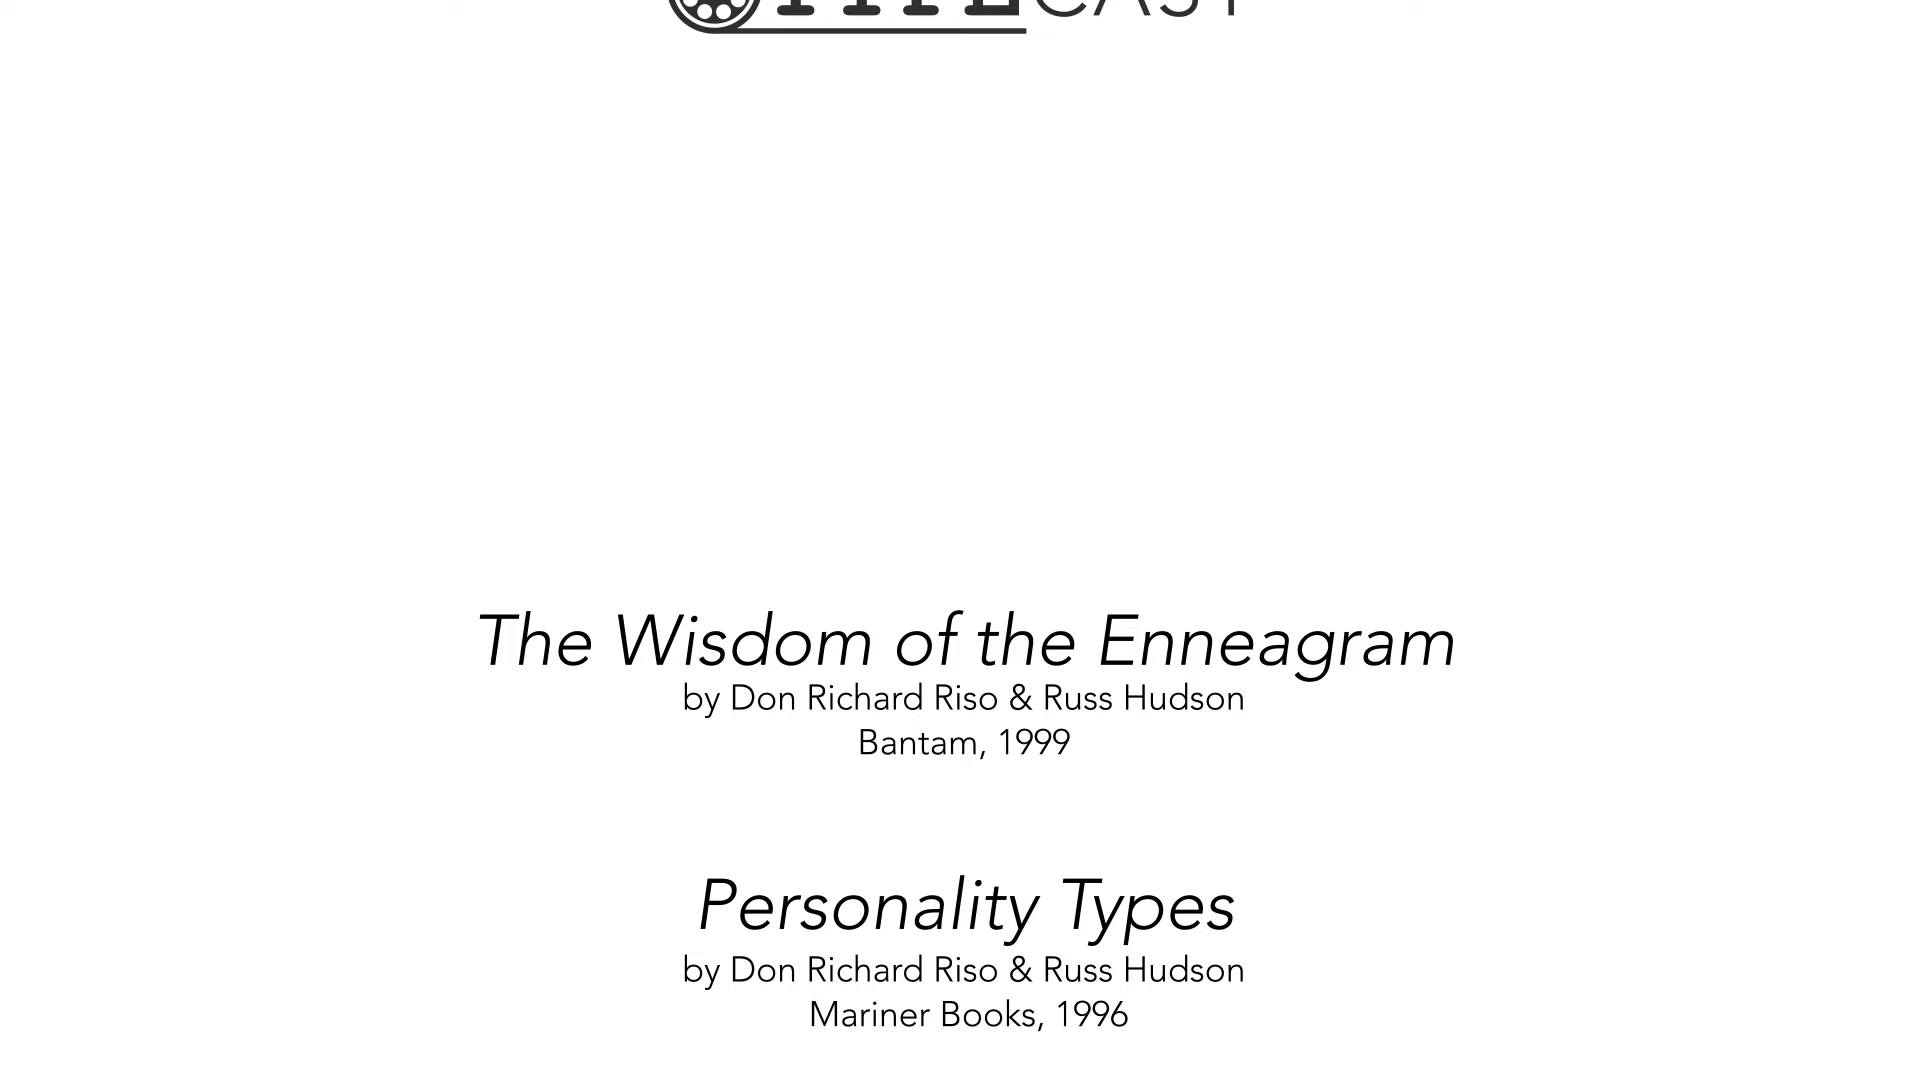 CAST
The Wisdom of the Enneagram
by Don Richard Riso & Russ Hudson
Bantam, 1999
Personality Types
by Don Richard Riso & Russ Hudson
Mariner Books, 1996